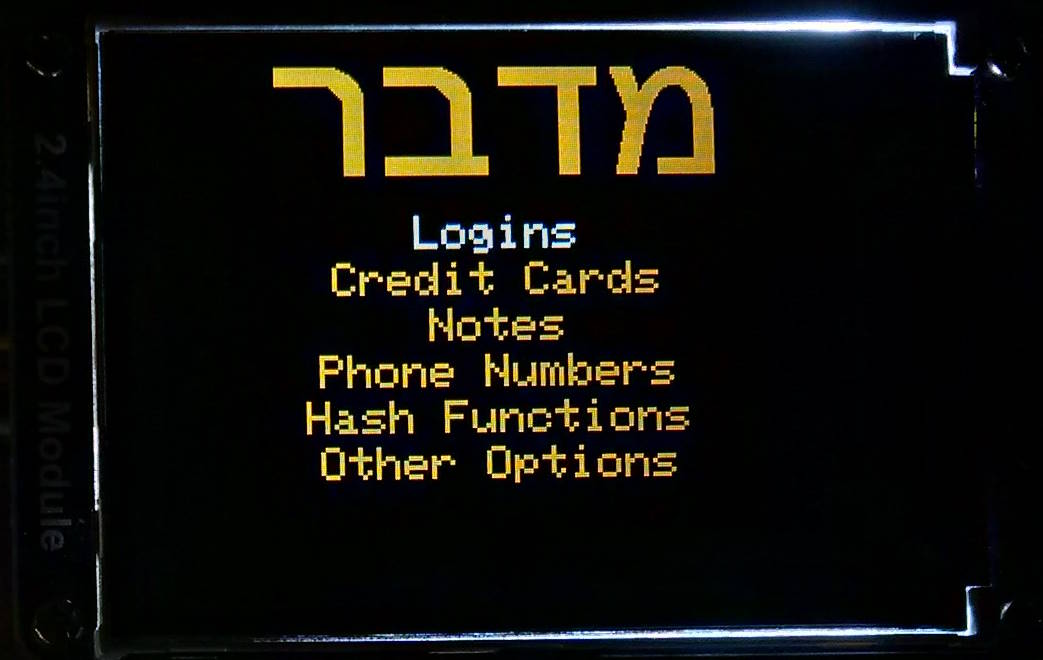 מדבר
Logins
Credit Cards
Notes
Phone Numbers
Hash Functions
Other Options
2.4inch LCD Module